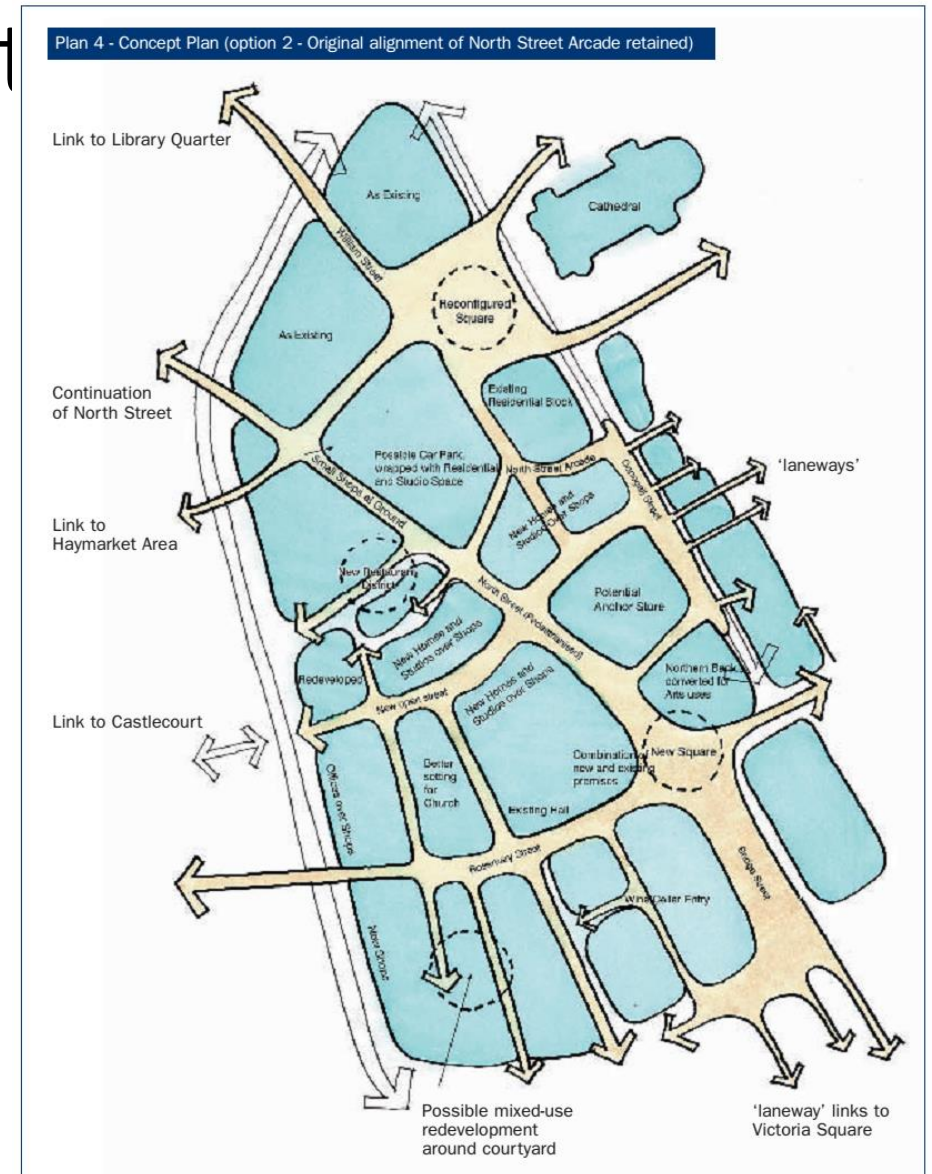 Plan 4 - Concept Plan (option 2 - Original alignment of North Street Arcade retained)
Link to Library Quarter
As Existing
Cathedral
William Street
Reconfigured
Square
As Existing
Continuation
of North Street
Existing
Residential Block
Possible Car Park,
wrapped with Residential
and Studio Space
North Street Arcade
Small Shops at Ground
Donegall Street
'laneways'
New Homes and
Studios Over Shops
Link to
Haymarket Area
New Restaurant
District
North Street (Pedestrianised)
Potential
Anchor Store
New Homes and
Studios over Shops
Redeveloped
New Homes and
Studios over Shops
Northern Bank
converted for
Arts uses
New open street
Link to Castlecourt
Offices over Shops
Better
setting
for
Church
Combination of
new and existing
premises
New Square
Existing Hall
Rosemary Street
Bridge Street
Wine Cellar Entry
New Shops
Possible mixed-use
redevelopment
around courtyard
'laneway' links to
Victoria Square